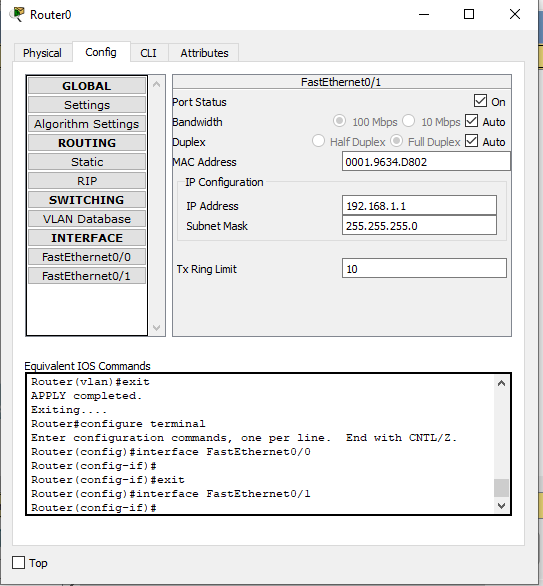 Router0
Physical Config CLI Attributes
GLOBAL
Settings
Algorithm Settings
ROUTING
Static
RIP
SWITCHING
VLAN Database
INTERFACE
FastEthernet0/0
FastEthernet0/1
FastEthernet0/1
Port Status On
Bandwidth 100 Mbps 10 Mbps Auto
Duplex Half Duplex Full Duplex Auto
MAC Address 0001.9634.D802
IP Configuration
IP Address 192.168.1.1
Subnet Mask 255.255.255.0
Tx Ring Limit 10
Equivalent IOS Commands
Router(vlan)#exit
APPLY completed.
Exiting....
Router#configure terminal
Enter configuration commands, one per line. End with CNTL/Z.
Router(config)#interface FastEthernet0/0
Router(config-if)#
Router(config-if)#exit
Router(config)#interface FastEthernet0/1
Router(config-if)#
Top